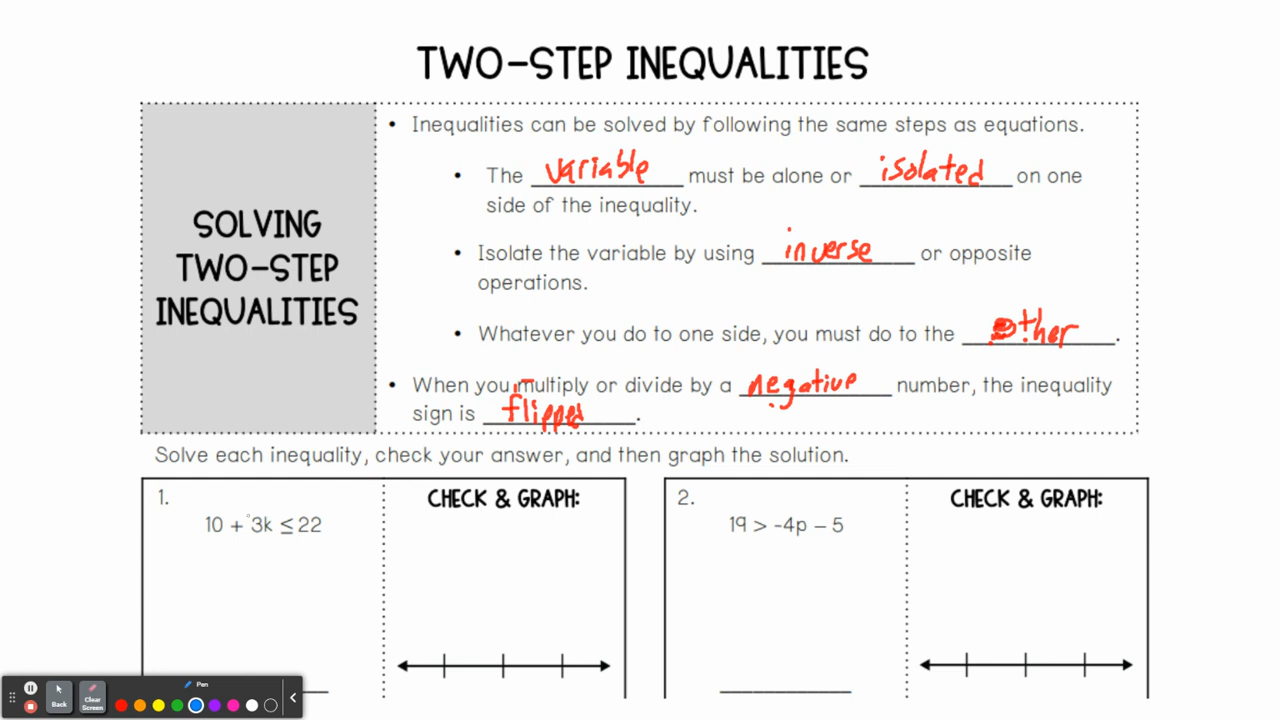 TWO-STEP INEQUALITIES
SOLVING
TWO-STEP
INEQUALITIES
• Inequalities can be solved by following the same steps as equations.
• The variable must be alone or isolated on one
side of the inequality.
• Isolate the variable by using inverse or opposite
operations.
• Whatever you do to one side, you must do to the other.
• When you multiply or divide by a negative number, the inequality
sign is flipped.
Solve each inequality, check your answer, and then graph the solution.
1.
10 + 3k ≤ 22
CHECK & GRAPH:
2.
19 > -4p – 5
CHECK & GRAPH:
Pen
Back
Clear
Screen